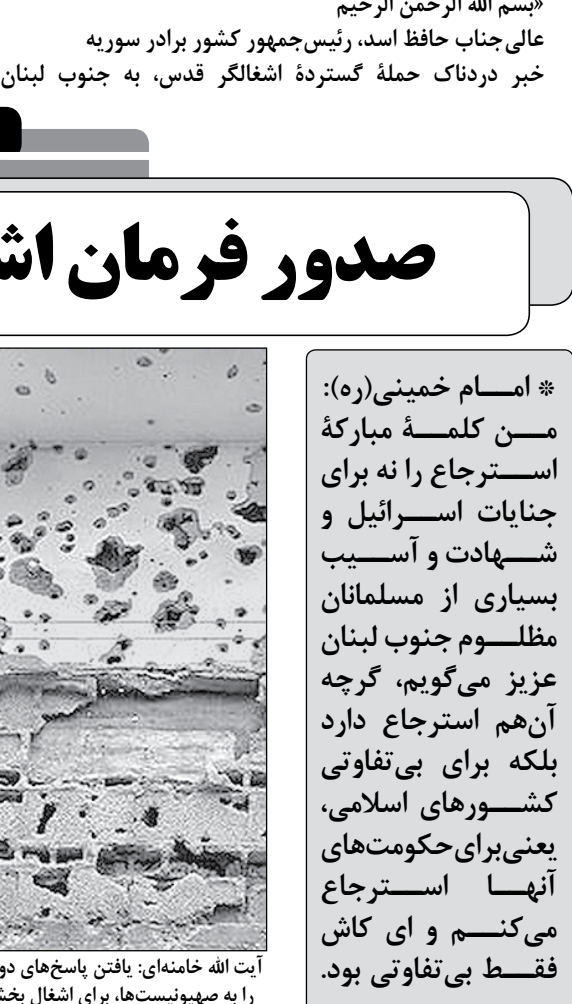 «بسم الله الرحمن الرحیم
عالی‌جناب حافظ اسد، رئیس‌جمهور کشور برادر سوریه
خبر دردناک حملۀ گستردۀ اشغالگر قدس، به جنوب لبنان
صدور فرمان اش
* امام خمینی(ره):
من کلمۀ مبارکۀ
استرجاع را نه برای
جنایات اسرائیل و
شهادت و آسیب
بسیاری از مسلمانان
مظلوم جنوب لبنان
عزیز می‌گویم، گرچه
آن‌هم استرجاع دارد
بلکه برای بی‌تفاوتی
کشورهای اسلامی،
یعنی‌برای‌حکومت‌های
آنها استرجاع
می‌کنم و ای کاش
فقط بی‌تفاوتی بود.
آیت الله خامنه‌ای: یافتن پاسخ‌های دو
را به صهیونیست‌ها، برای اشغال بخش